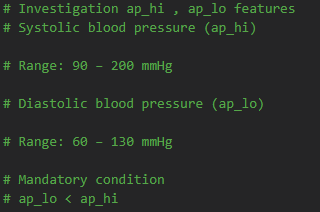 # Investigation ap_hi , ap_lo features
# Systolic blood pressure (ap_hi)
# Range: 90 – 200 mmHg
# Diastolic blood pressure (ap_lo)
# Range: 60 – 130 mmHg
# Mandatory condition
# ap_lo < ap_hi